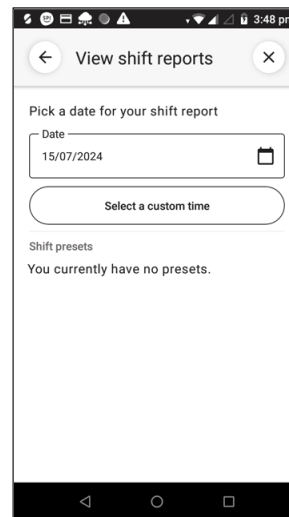 3:48 pm
View shift reports
Pick a date for your shift report
Date
15/07/2024
Select a custom time
Shift presets
You currently have no presets.